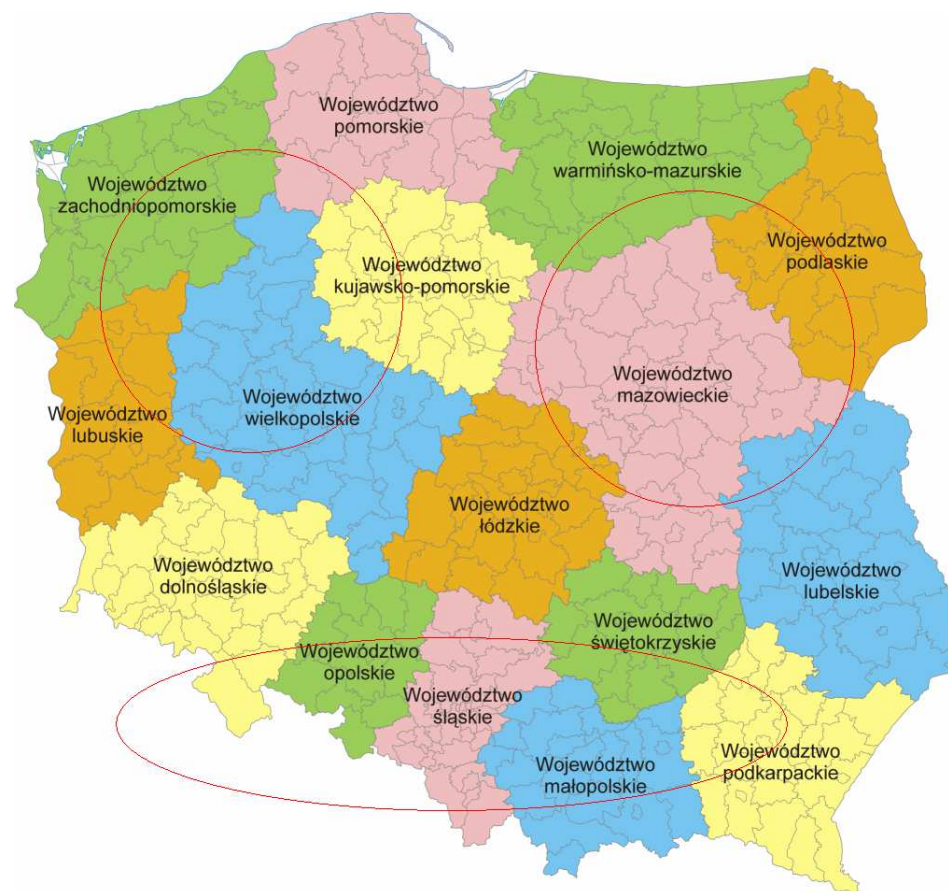 Województwo
pomorskie
Województwo
warmińsko-mazurskie
Województwo
zachodniopomorskie
Województwo
kujawsko-pomorskie
Województwo
podlaskie
Województwo
mazowieckie
Województwo
wielkopolskie
Województwo
lubuskie
Województwo
łódzkie
Województwo
dolnośląskie
Województwo
lubelskie
Województwo
świętokrzyskie
Województwo
opolskie
Województwo
śląskie
Województwo
podkarpackie
Województwo
małopolskie